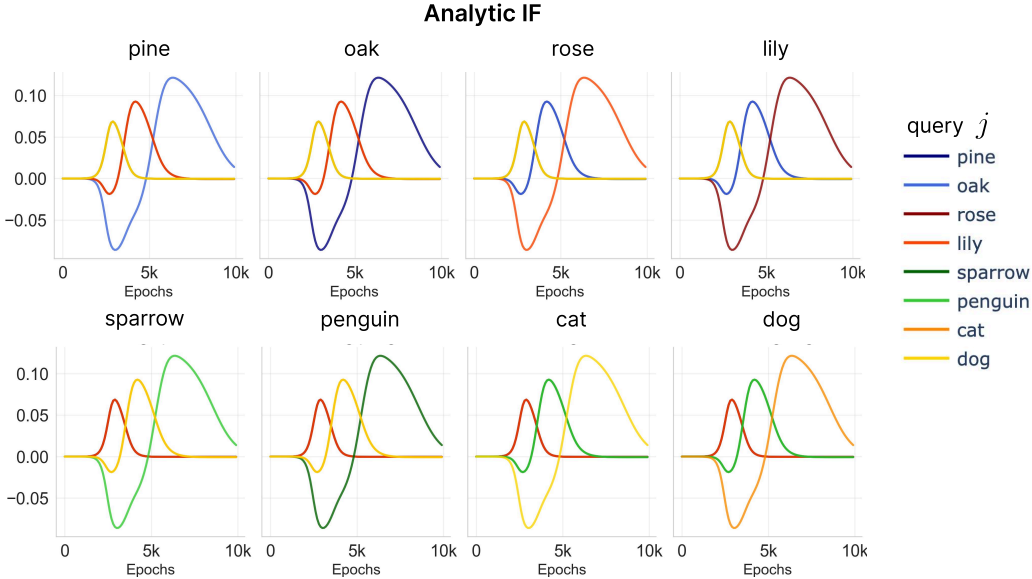 Analytic IF
pine
oak
rose
lily
0.10
0.05
0.00
−0.05
0
5k
10k
0
5k
10k
0
5k
10k
0
5k
10k
Epochs
Epochs
Epochs
Epochs
sparrow
penguin
cat
dog
0.10
0.05
0.00
−0.05
0
5k
10k
0
5k
10k
0
5k
10k
0
5k
10k
Epochs
Epochs
Epochs
Epochs
query j
pine
oak
rose
lily
sparrow
penguin
cat
dog